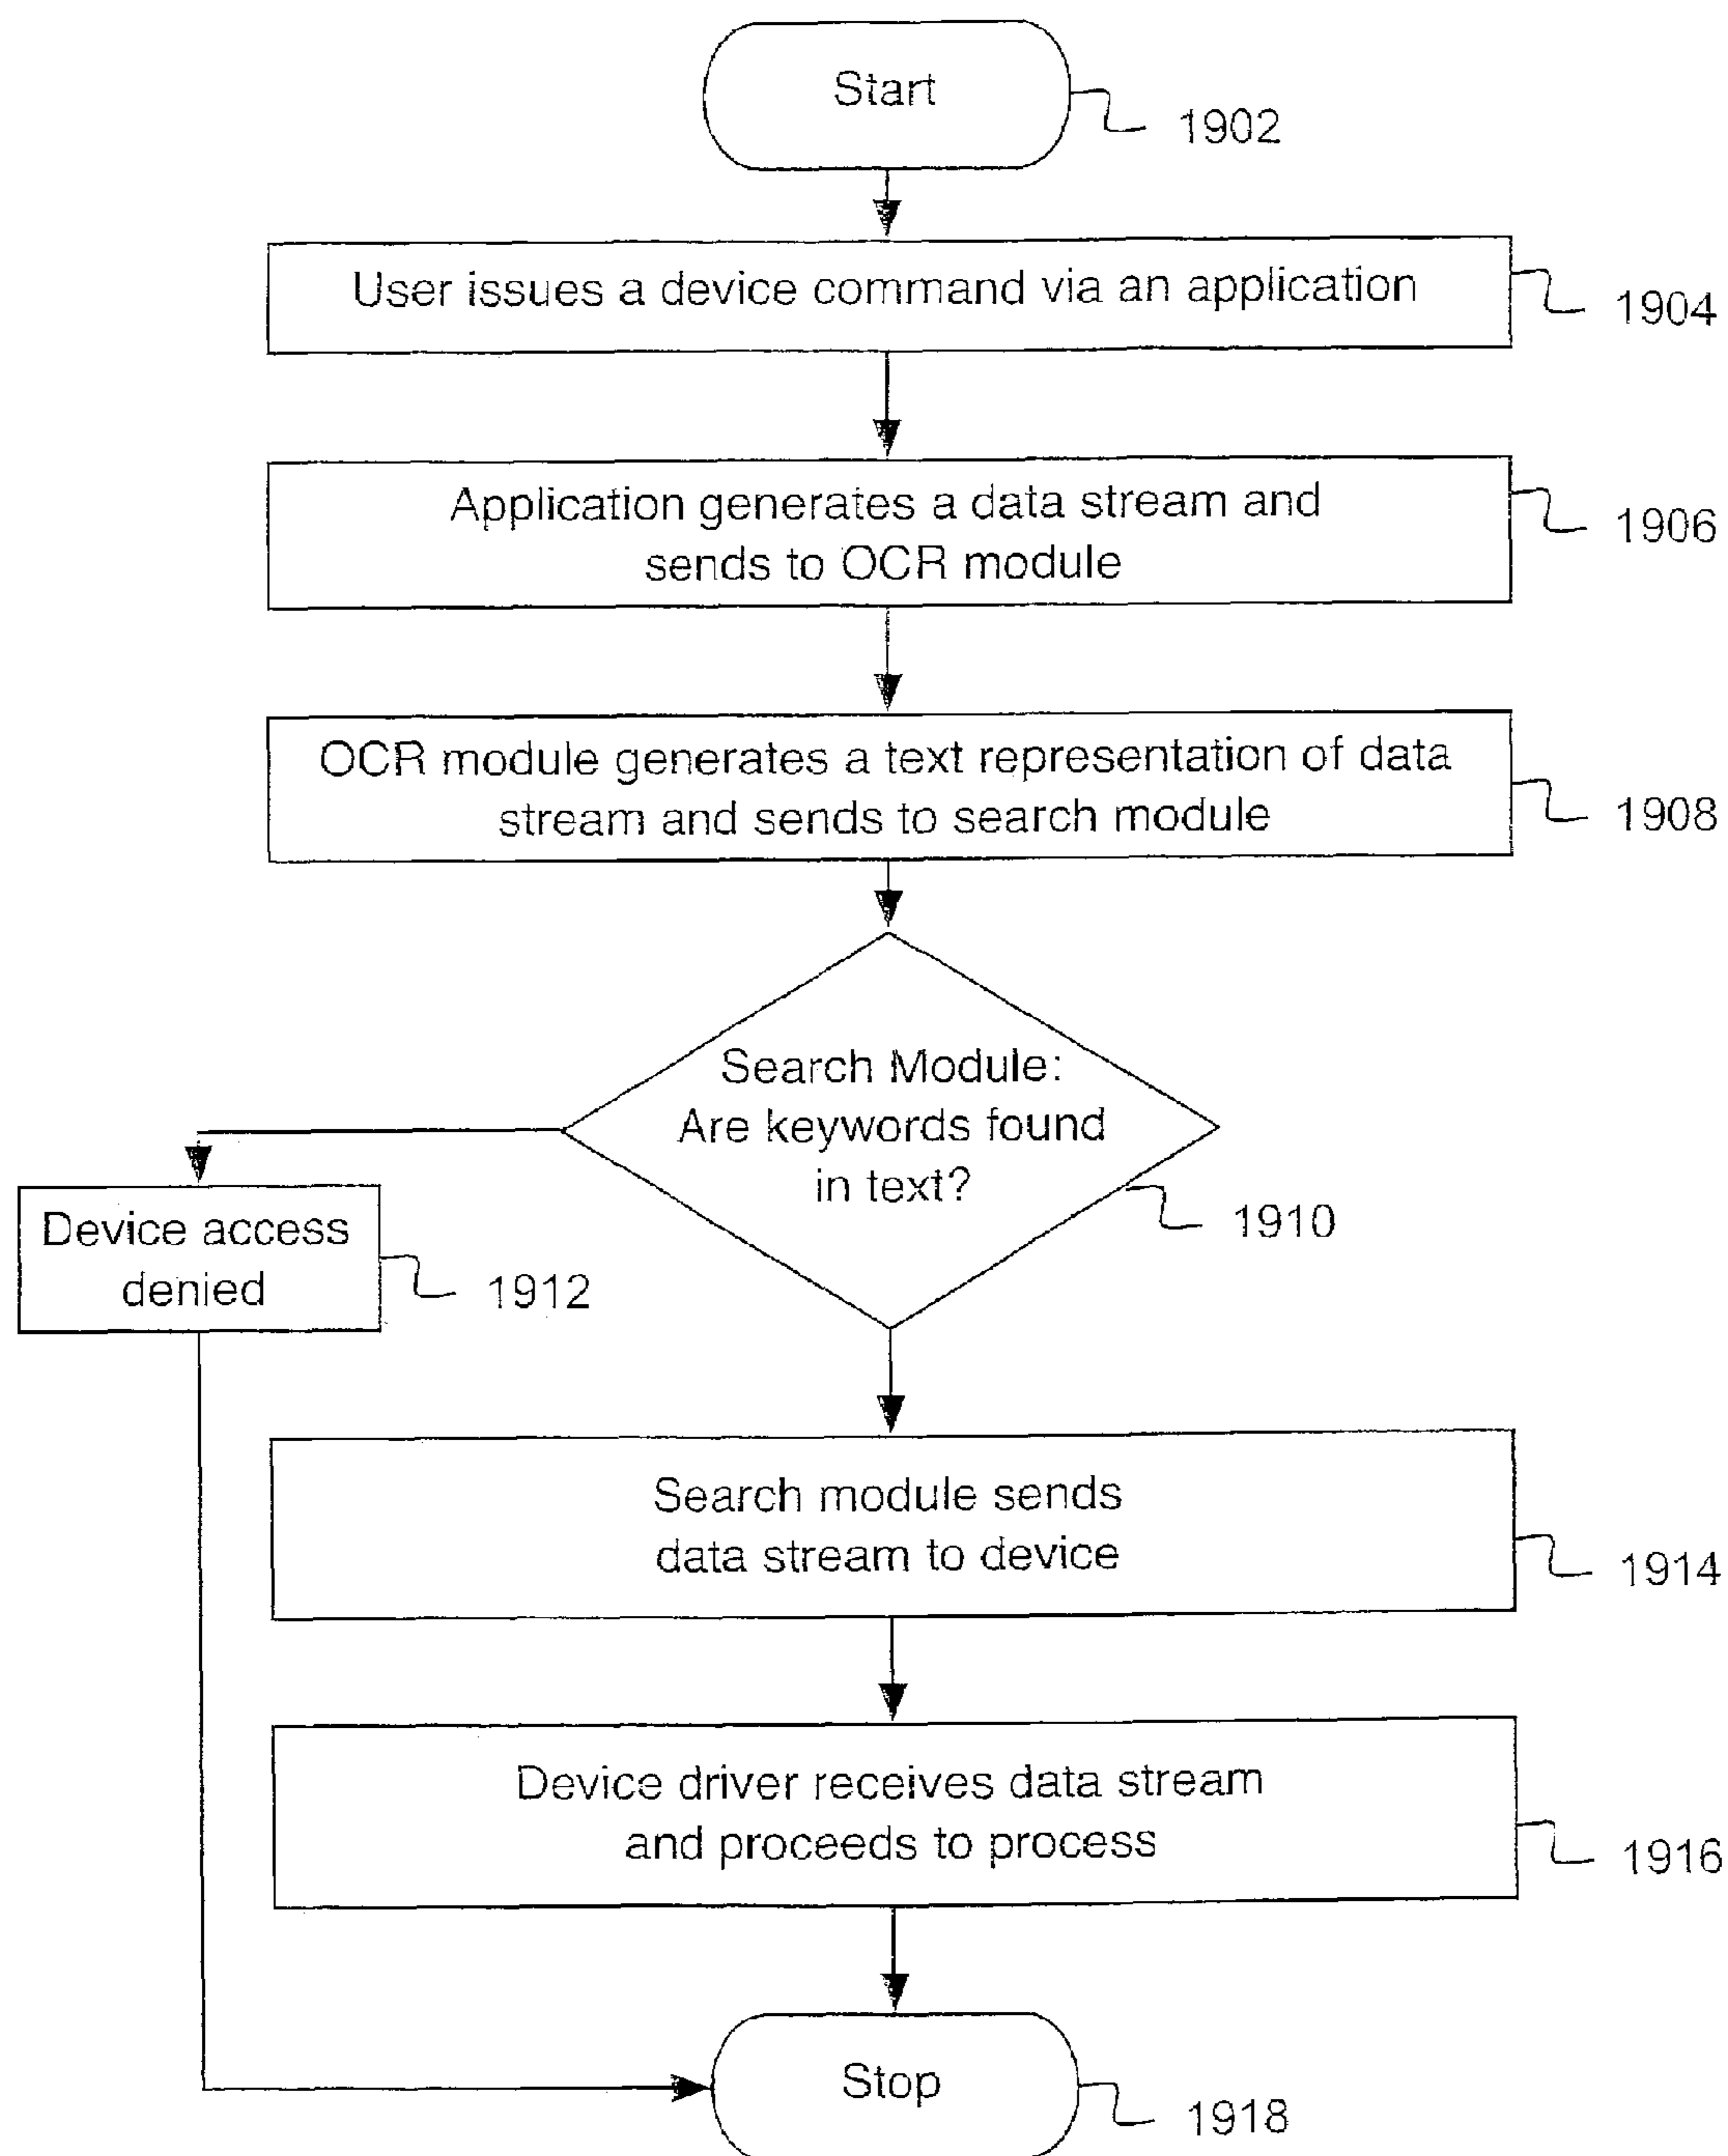 Start
1902
User issues a device command via an application
1904
Application generates a data stream and
sends to OCR module
1906
OCR module generates a text representation of data
stream and sends to search module
1908
Search Module:
Are keywords found
in text?
1910
Device access
denied
1912
Search module sends
data stream to device
1914
Device driver receives data stream
and proceeds to process
1916
Stop
1918